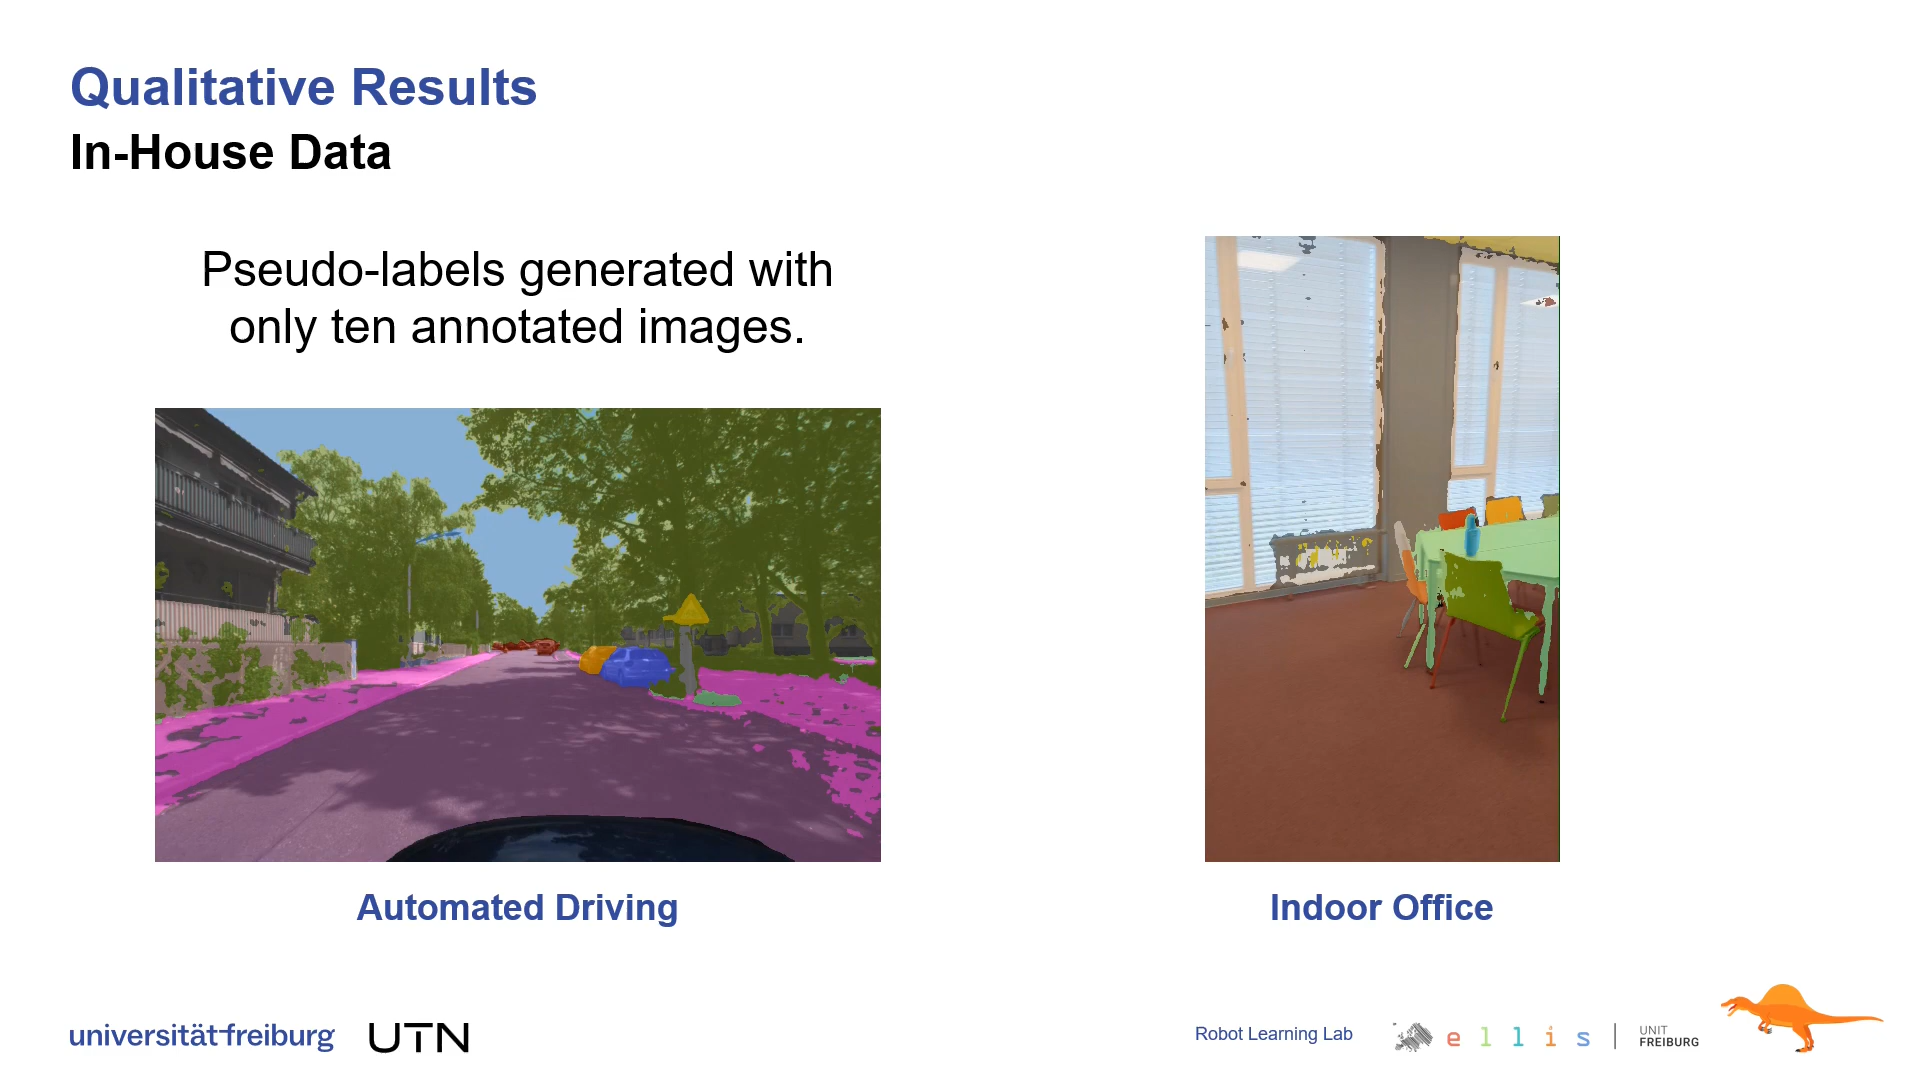 Qualitative Results
In-House Data
Pseudo-labels generated with
only ten annotated images.
Automated Driving
Indoor Office
universität freiburg
UTN
Robot Learning Lab
ellis
UNIT
FREIBURG